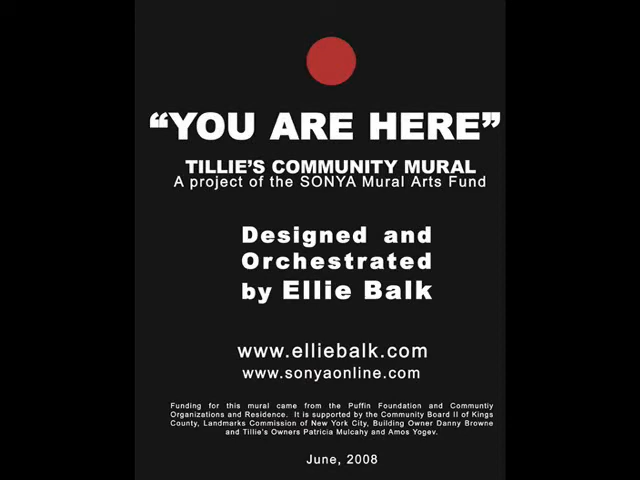 “YOU ARE HERE”
TILLIE'S COMMUNITY MURAL
A project of the SONYA Mural Arts Fund
Designed and
Orchestrated
by Ellie Balk
www.elliebalk.com
www.sonyaonline.com
Funding for this mural came from the Puffin Foundation and Communtiy
Organizations and Residence. It is supported by the Community Board II of Kings
County, Landmarks Commission of New York City, Building Owner Danny Browne
and Tillie's Owners Patricia Mulcahy and Amos Yogev.
June, 2008